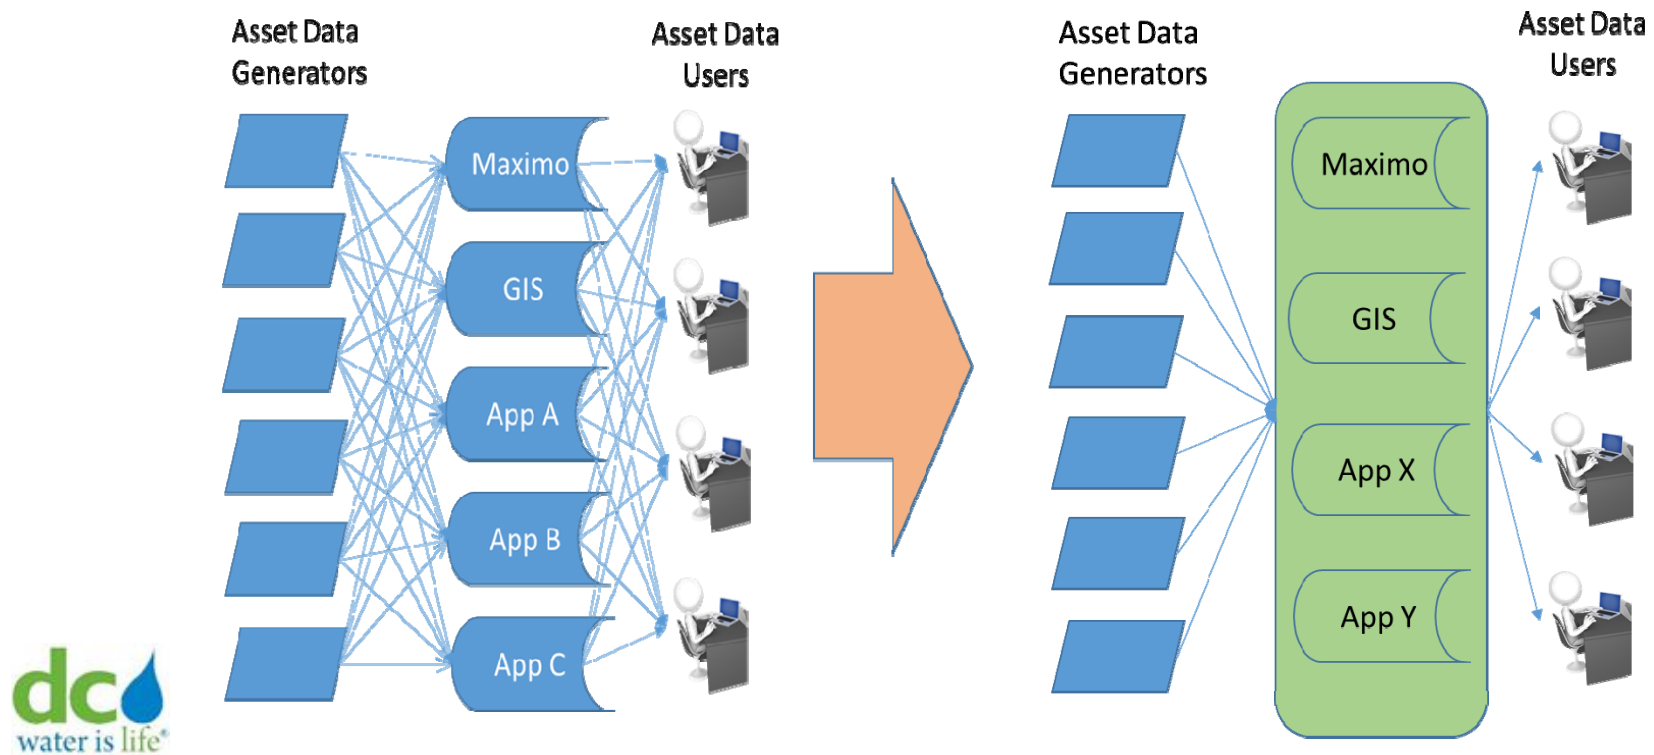 Asset Data
Generators
Asset Data
Users
Maximo
GIS
App A
App B
App C
Asset Data
Generators
Asset Data
Users
Maximo
GIS
App X
App Y
dc
water is life®